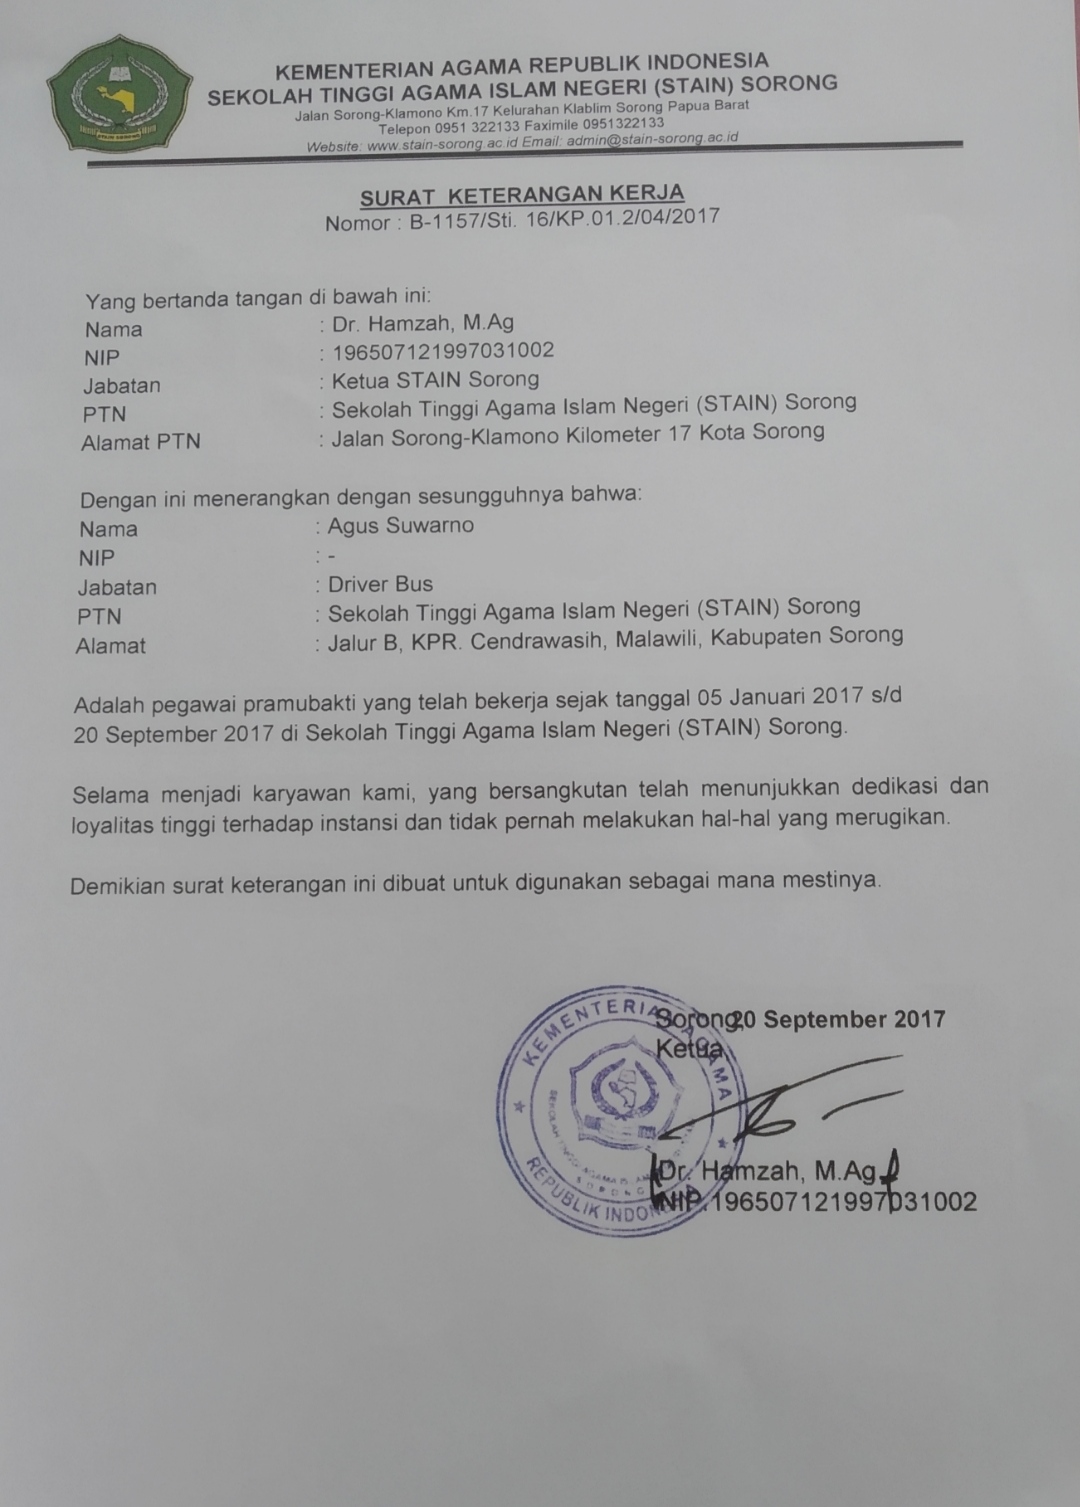 KEMENTERIAN AGAMA REPUBLIK INDONESIA
SEKOLAH TINGGI AGAMA ISLAM NEGERI (STAIN) SORONG
Jalan Sorong-Klamono Km.17 Kelurahan Klablim Sorong Papua Barat
Telepon 0951 322133 Faximile 0951322133
Website: www.stain-sorong.ac.id Email: admin@stain-sorong.ac.id
SURAT KETERANGAN KERJA
Nomor : B-1157/Sti. 16/KP.01.2/04/2017
Yang bertanda tangan di bawah ini:
Nama : Dr. Hamzah, M.Ag
NIP : 196507121997031002
Jabatan : Ketua STAIN Sorong
PTN : Sekolah Tinggi Agama Islam Negeri (STAIN) Sorong
Alamat PTN : Jalan Sorong-Klamono Kilometer 17 Kota Sorong
Dengan ini menerangkan dengan sesungguhnya bahwa:
Nama : Agus Suwarno
NIP : -
Jabatan : Driver Bus
PTN : Sekolah Tinggi Agama Islam Negeri (STAIN) Sorong
Alamat : Jalur B, KPR. Cendrawasih, Malawili, Kabupaten Sorong
Adalah pegawai pramubakti yang telah bekerja sejak tanggal 05 Januari 2017 s/d
20 September 2017 di Sekolah Tinggi Agama Islam Negeri (STAIN) Sorong.
Selama menjadi karyawan kami, yang bersangkutan telah menunjukkan dedikasi dan
loyalitas tinggi terhadap instansi dan tidak pernah melakukan hal-hal yang merugikan.
Demikian surat keterangan ini dibuat untuk digunakan sebagai mana mestinya.
Sorong, 20 September 2017
Ketua,
KEMENTERIAN AGAMA
REPUBLIK INDONESIA
SORONG
Dr. Hamzah, M.Ag
NIP.196507121997031002